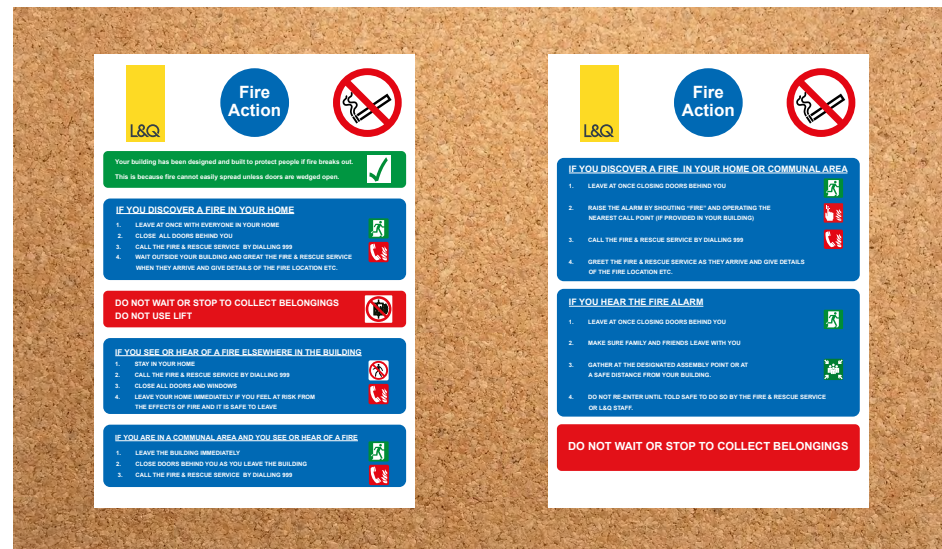 L&Q
Fire
Action
Your building has been designed and built to protect people if fire breaks out.
This is because fire cannot easily spread unless doors are wedged open.
IF YOU DISCOVER A FIRE IN YOUR HOME
1. LEAVE AT ONCE WITH EVERYONE IN YOUR HOME
2. CLOSE ALL DOORS BEHIND YOU
3. CALL THE FIRE & RESCUE SERVICE BY DIALLING 999
4. WAIT OUTSIDE YOUR BUILDING AND GREAT THE FIRE & RESCUE SERVICE
WHEN THEY ARRIVE AND GIVE DETAILS OF THE FIRE LOCATION ETC.
DO NOT WAIT OR STOP TO COLLECT BELONGINGS
DO NOT USE LIFT
IF YOU SEE OR HEAR OF A FIRE ELSEWHERE IN THE BUILDING
1. STAY IN YOUR HOME
2. CALL THE FIRE & RESCUE SERVICE BY DIALLING 999
3. CLOSE ALL DOORS AND WINDOWS
4. LEAVE YOUR HOME IMMEDIATELY IF YOU FEEL AT RISK FROM
THE EFFECTS OF FIRE AND IT IS SAFE TO LEAVE
IF YOU ARE IN A COMMUNAL AREA AND YOU SEE OR HEAR OF A FIRE
1. LEAVE THE BUILDING IMMEDIATELY
2. CLOSE DOORS BEHIND YOU AS YOU LEAVE THE BUILDING
3. CALL THE FIRE & RESCUE SERVICE BY DIALLING 999
L&Q
Fire
Action
IF YOU DISCOVER A FIRE IN YOUR HOME OR COMMUNAL AREA
1. LEAVE AT ONCE CLOSING DOORS BEHIND YOU
2. RAISE THE ALARM BY SHOUTING “FIRE” AND OPERATING THE
NEAREST CALL POINT (IF PROVIDED IN YOUR BUILDING)
3. CALL THE FIRE & RESCUE SERVICE BY DIALLING 999
4. GREET THE FIRE & RESCUE SERVICE AS THEY ARRIVE AND GIVE DETAILS
OF THE FIRE LOCATION ETC.
IF YOU HEAR THE FIRE ALARM
1. LEAVE AT ONCE CLOSING DOORS BEHIND YOU
2. MAKE SURE FAMILY AND FRIENDS LEAVE WITH YOU
3. GATHER AT THE DESIGNATED ASSEMBLY POINT OR AT
A SAFE DISTANCE FROM YOUR BUILDING.
4. DO NOT RE-ENTER UNTIL TOLD SAFE TO DO SO BY THE FIRE & RESCUE SERVICE
OR L&Q STAFF.
DO NOT WAIT OR STOP TO COLLECT BELONGINGS